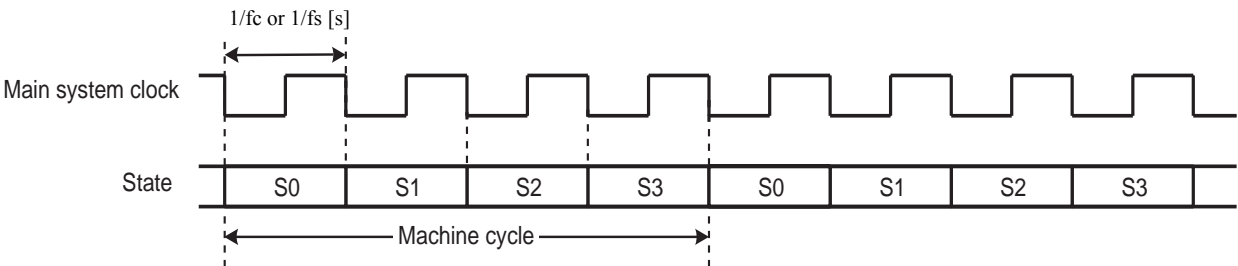 1/fc or 1/fs [s]
Main system clock
State S0 S1 S2 S3 S0 S1 S2 S3
Machine cycle